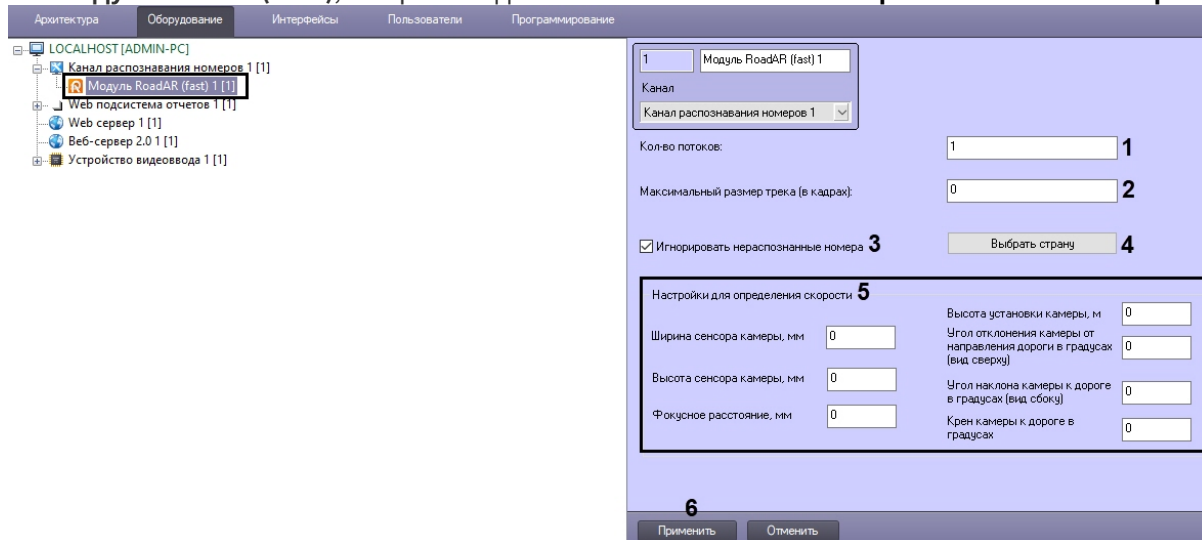 Архитектура Оборудование Интерфейсы Пользователи Программирование
LOCALHOST [ADMIN-PC]
Канал распознавания номеров 1 [1]
Модуль RoadAR (fast) 1 [1]
Web подсистема отчетов 1 [1]
Web сервер 1 [1]
Веб-сервер 2.0 1 [1]
Устройство видеоввода 1 [1]
1 Модуль RoadAR (fast) 1
Канал
Канал распознавания номеров 1
Кол-во потоков: 1 1
Максимальный размер трека (в кадрах): 0 2
Игнорировать нераспознанные номера 3 Выбрать страну 4
Настройки для определения скорости 5
Ширина сенсора камеры, мм 0
Высота сенсора камеры, мм 0
Фокусное расстояние, мм 0
Высота установки камеры, м 0
Угол отклонения камеры от
направления дороги в градусах 0
(вид сверху)
Угол наклона камеры к дороге 0
в градусах (вид сбоку)
Крен камеры к дороге в 0
градусах
6
Применить Отменить